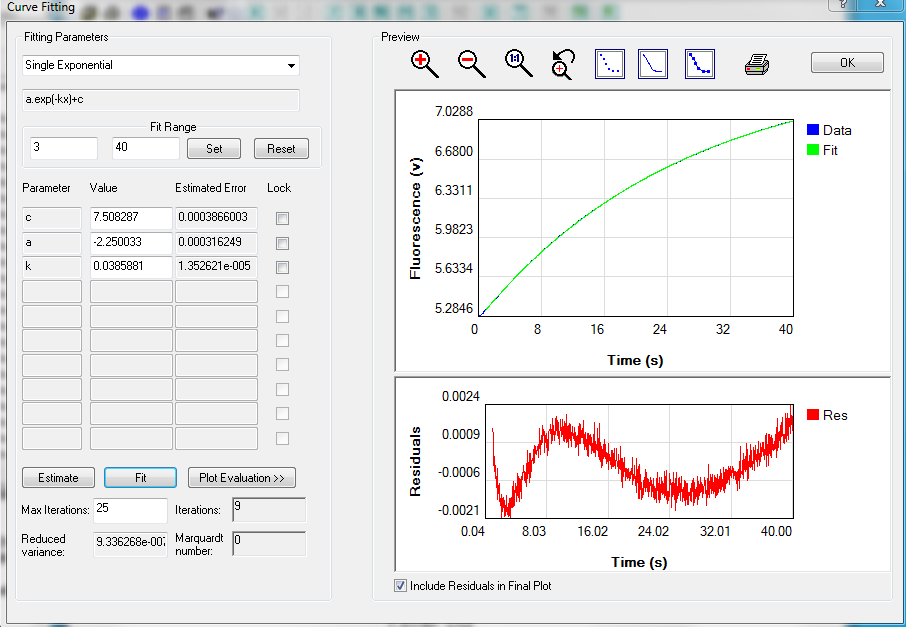 Curve Fitting
Fitting Parameters
Single Exponential
a.exp(-kx)+c
Fit Range
3 40 Set Reset
Parameter Value Estimated Error Lock
c 7.508287 0.0003866003
a -2.250033 0.000316249
k 0.0385881 1.352621e-005
Estimate Fit Plot Evaluation >>
Max Iterations: 25 Iterations: 9
Reduced variance: 9.336268e-007 Marquardt number: 0
Preview
1:1
OK
7.0288
6.6800
6.3311
5.9823
5.6334
5.2846
Fluorescence (v)
0 8 16 24 32 40
Time (s)
Data
Fit
0.0024
0.0009
-0.0006
-0.0021
Residuals
0.04 8.03 16.02 24.02 32.01 40.00
Time (s)
Res
Include Residuals in Final Plot